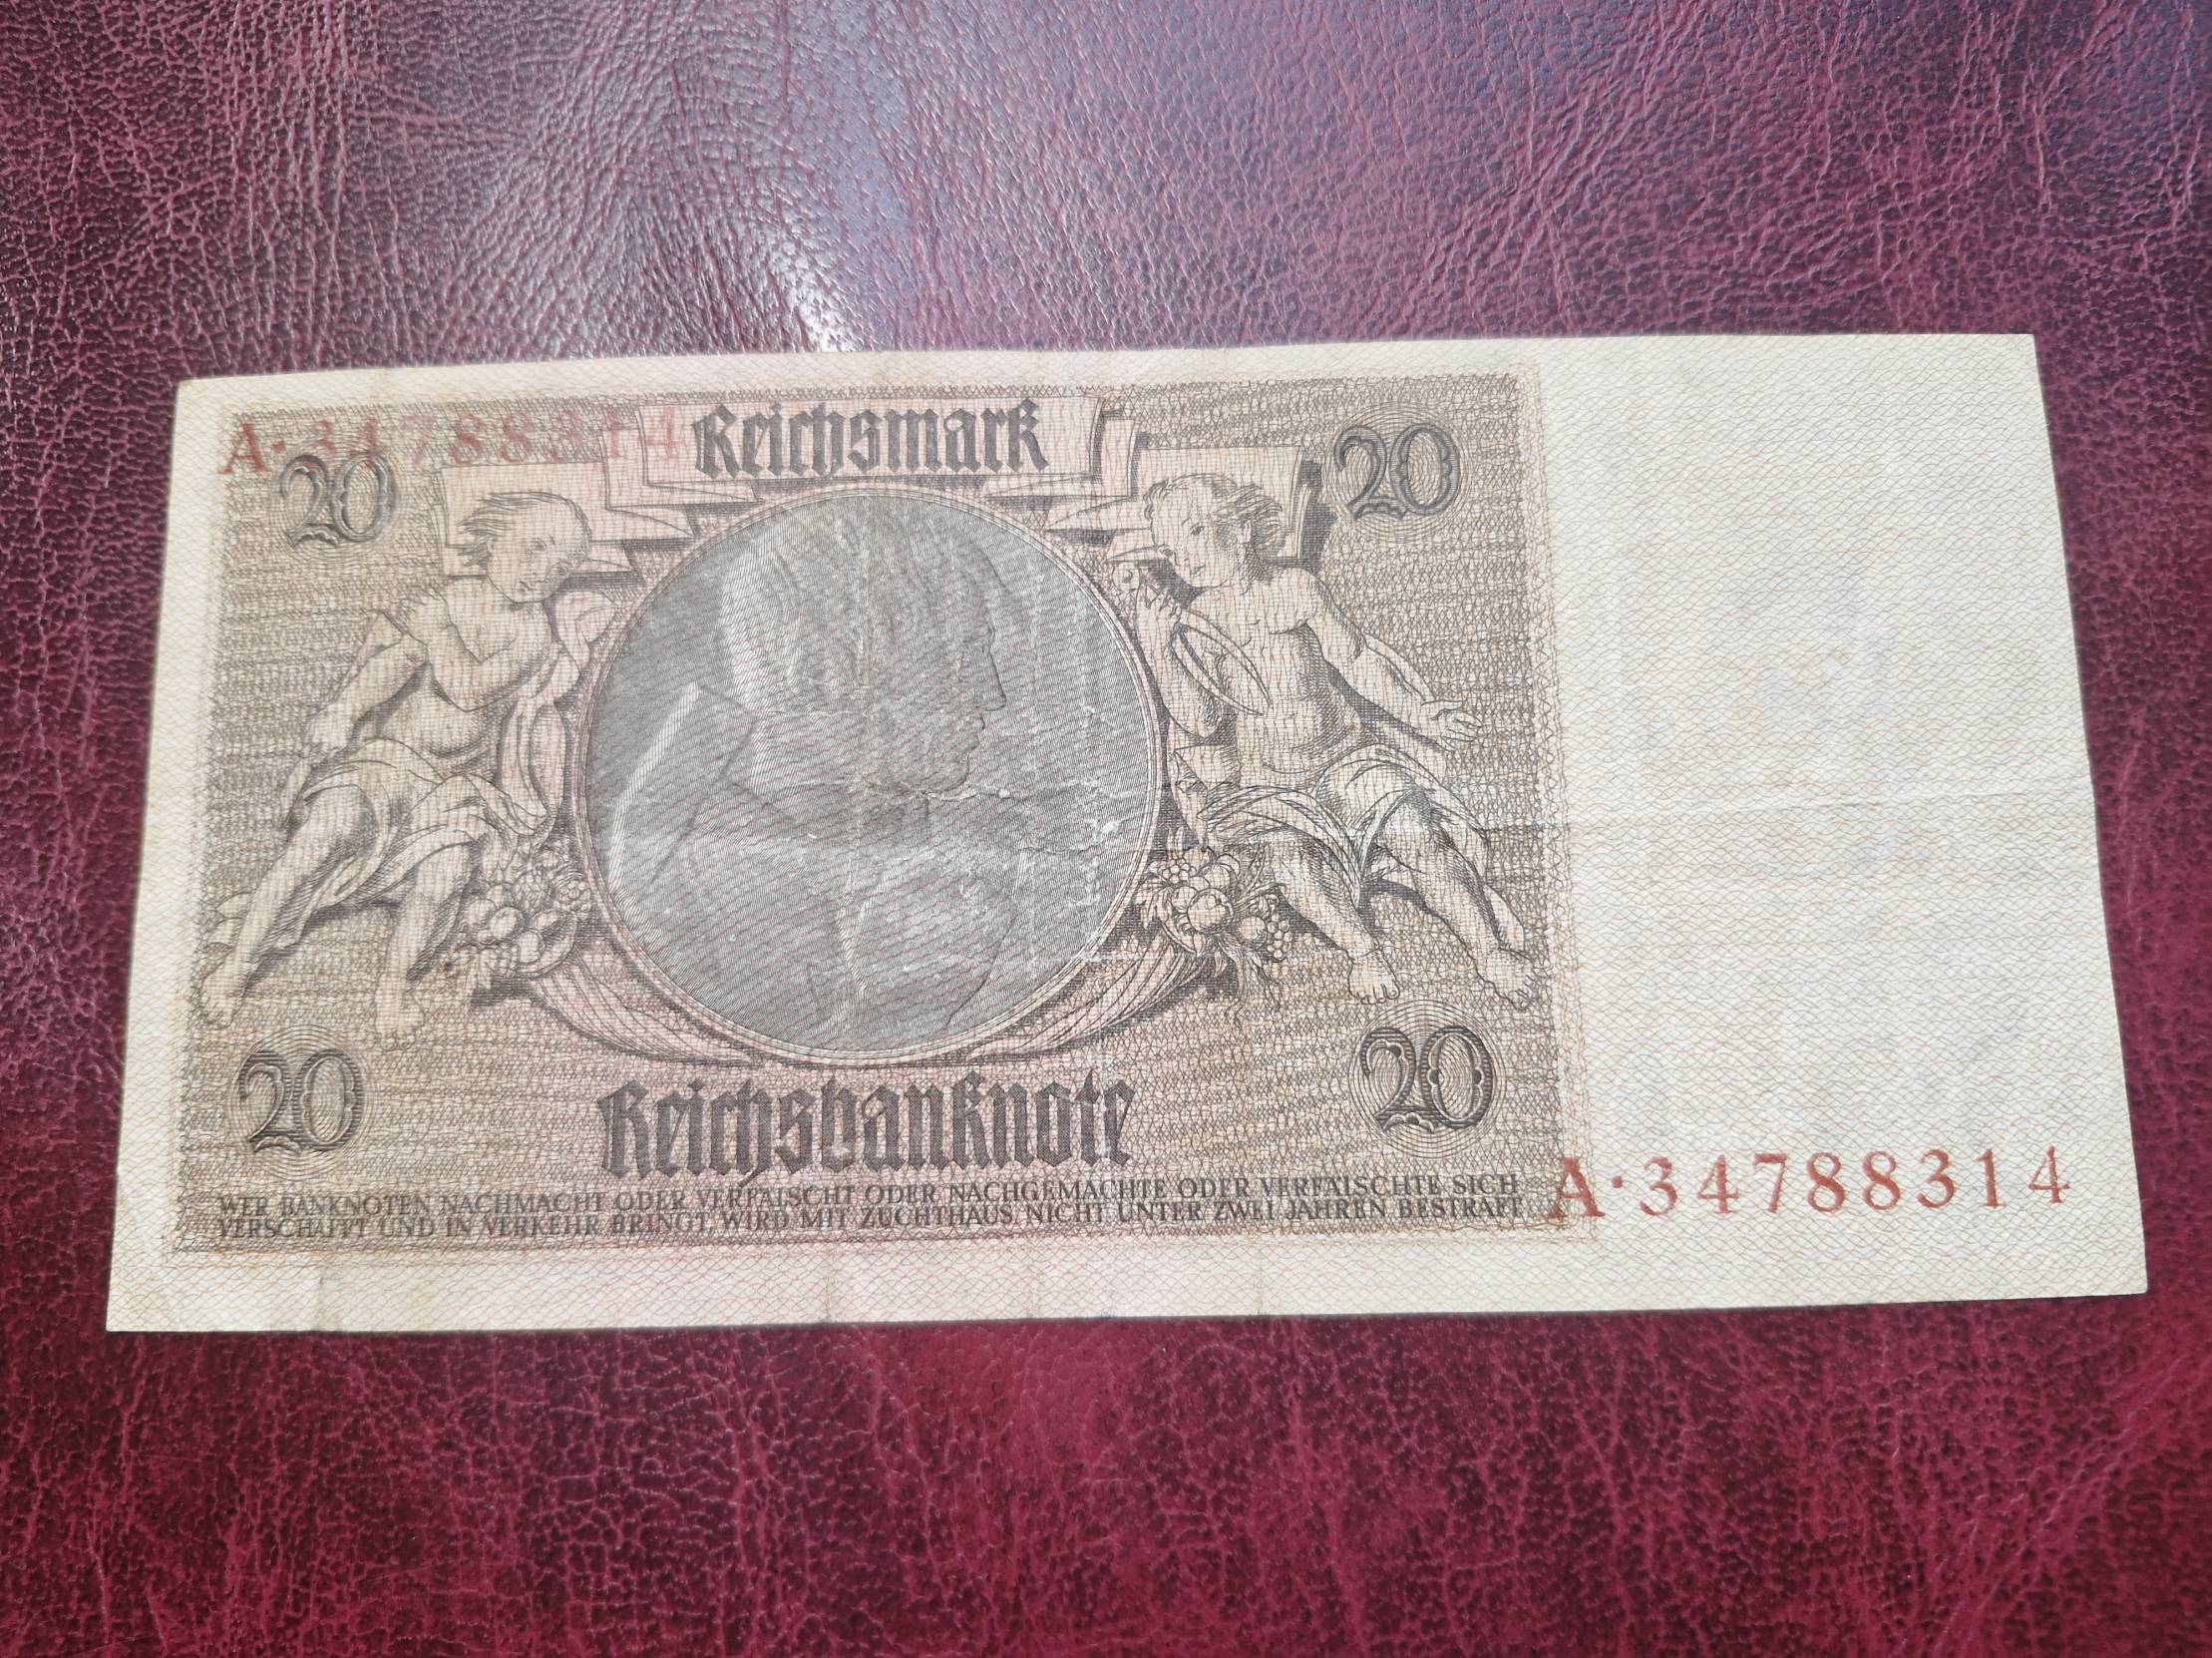 A·34788314
Reichsmark
20
20
20
Reichsbanknote
20
WER BANKNOTEN NACHMACHT ODER VERFÄLSCHT ODER NACHGEMACHTE ODER VERFÄLSCHTE SICH
VERSCHAFFT UND IN VERKEHR BRINGT, WIRD MIT ZUCHTHAUS NICHT UNTER ZWEI JAHREN BESTRAFT
A·34788314